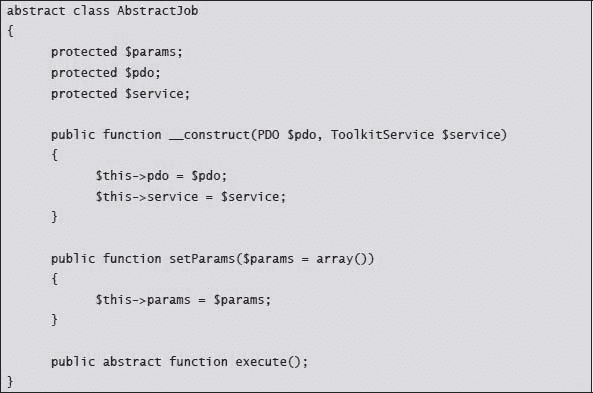 abstract class AbstractJob
{
    protected $params;
    protected $pdo;
    protected $service;

    public function __construct(PDO $pdo, ToolkitService $service)
    {
        $this->pdo = $pdo;
        $this->service = $service;
    }

    public function setParams($params = array())
    {
        $this->params = $params;
    }

    public abstract function execute();
}